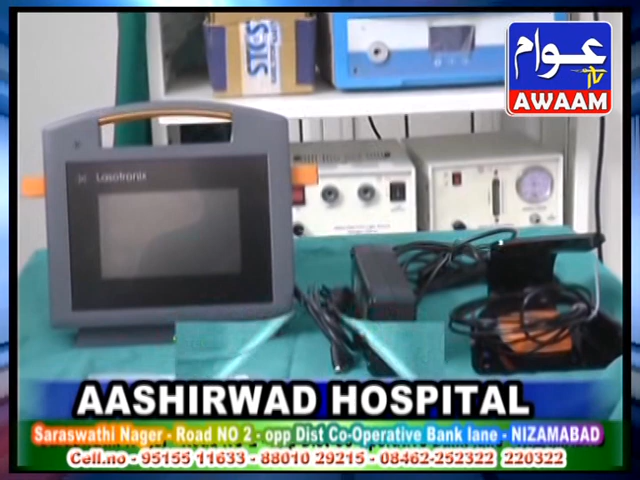 عوام
TV
AWAAM
STCS
Lasotronix
AASHIRWAD HOSPITAL
Saraswathi Nager - Road NO 2 - opp Dist Co-Operative Bank lane - NIZAMABAD
Cell.no - 95155 11633 - 88010 29215 - 08462-252322 220322